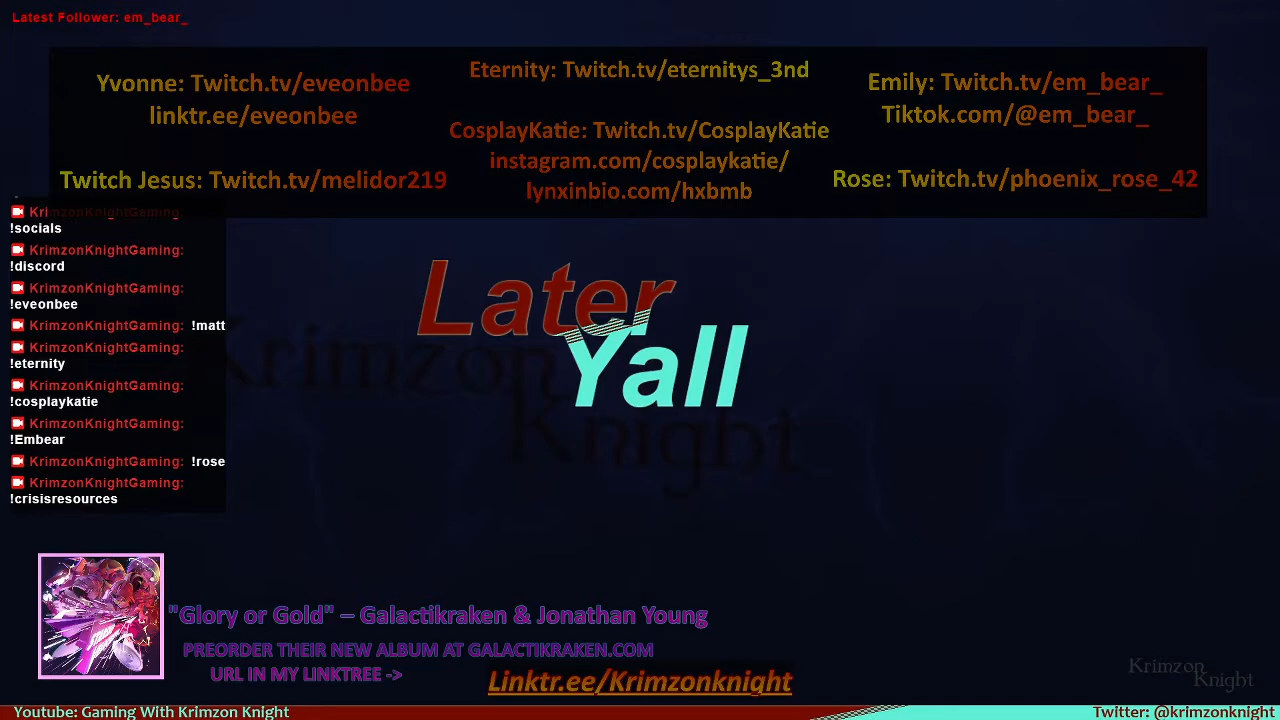 Latest Follower: em_bear_
Yvonne: Twitch.tv/eveonbee
linktr.ee/eveonbee
Twitch Jesus: Twitch.tv/melidor219
Eternity: Twitch.tv/eternitys_3nd
CosplayKatie: Twitch.tv/CosplayKatie
instagram.com/cosplaykatie/
lynxinbio.com/hxbmb
Emily: Twitch.tv/em_bear_
Tiktok.com/@em_bear_
Rose: Twitch.tv/phoenix_rose_42
KrimzonKnightGaming:
!socials
KrimzonKnightGaming:
!discord
KrimzonKnightGaming:
!eveonbee
KrimzonKnightGaming: !matt
KrimzonKnightGaming:
!eternity
KrimzonKnightGaming:
!cosplaykatie
KrimzonKnightGaming:
!Embear
KrimzonKnightGaming: !rose
KrimzonKnightGaming:
!crisisresources
Later
Yall
Krimzon
Knight
"Glory or Gold" – Galactikraken & Jonathan Young
PREORDER THEIR NEW ALBUM AT GALACTIKRAKEN.COM
URL IN MY LINKTREE ->
Linktr.ee/Krimzonknight
Krimzon
Knight
Youtube: Gaming With Krimzon Knight
Twitter: @krimzonknight